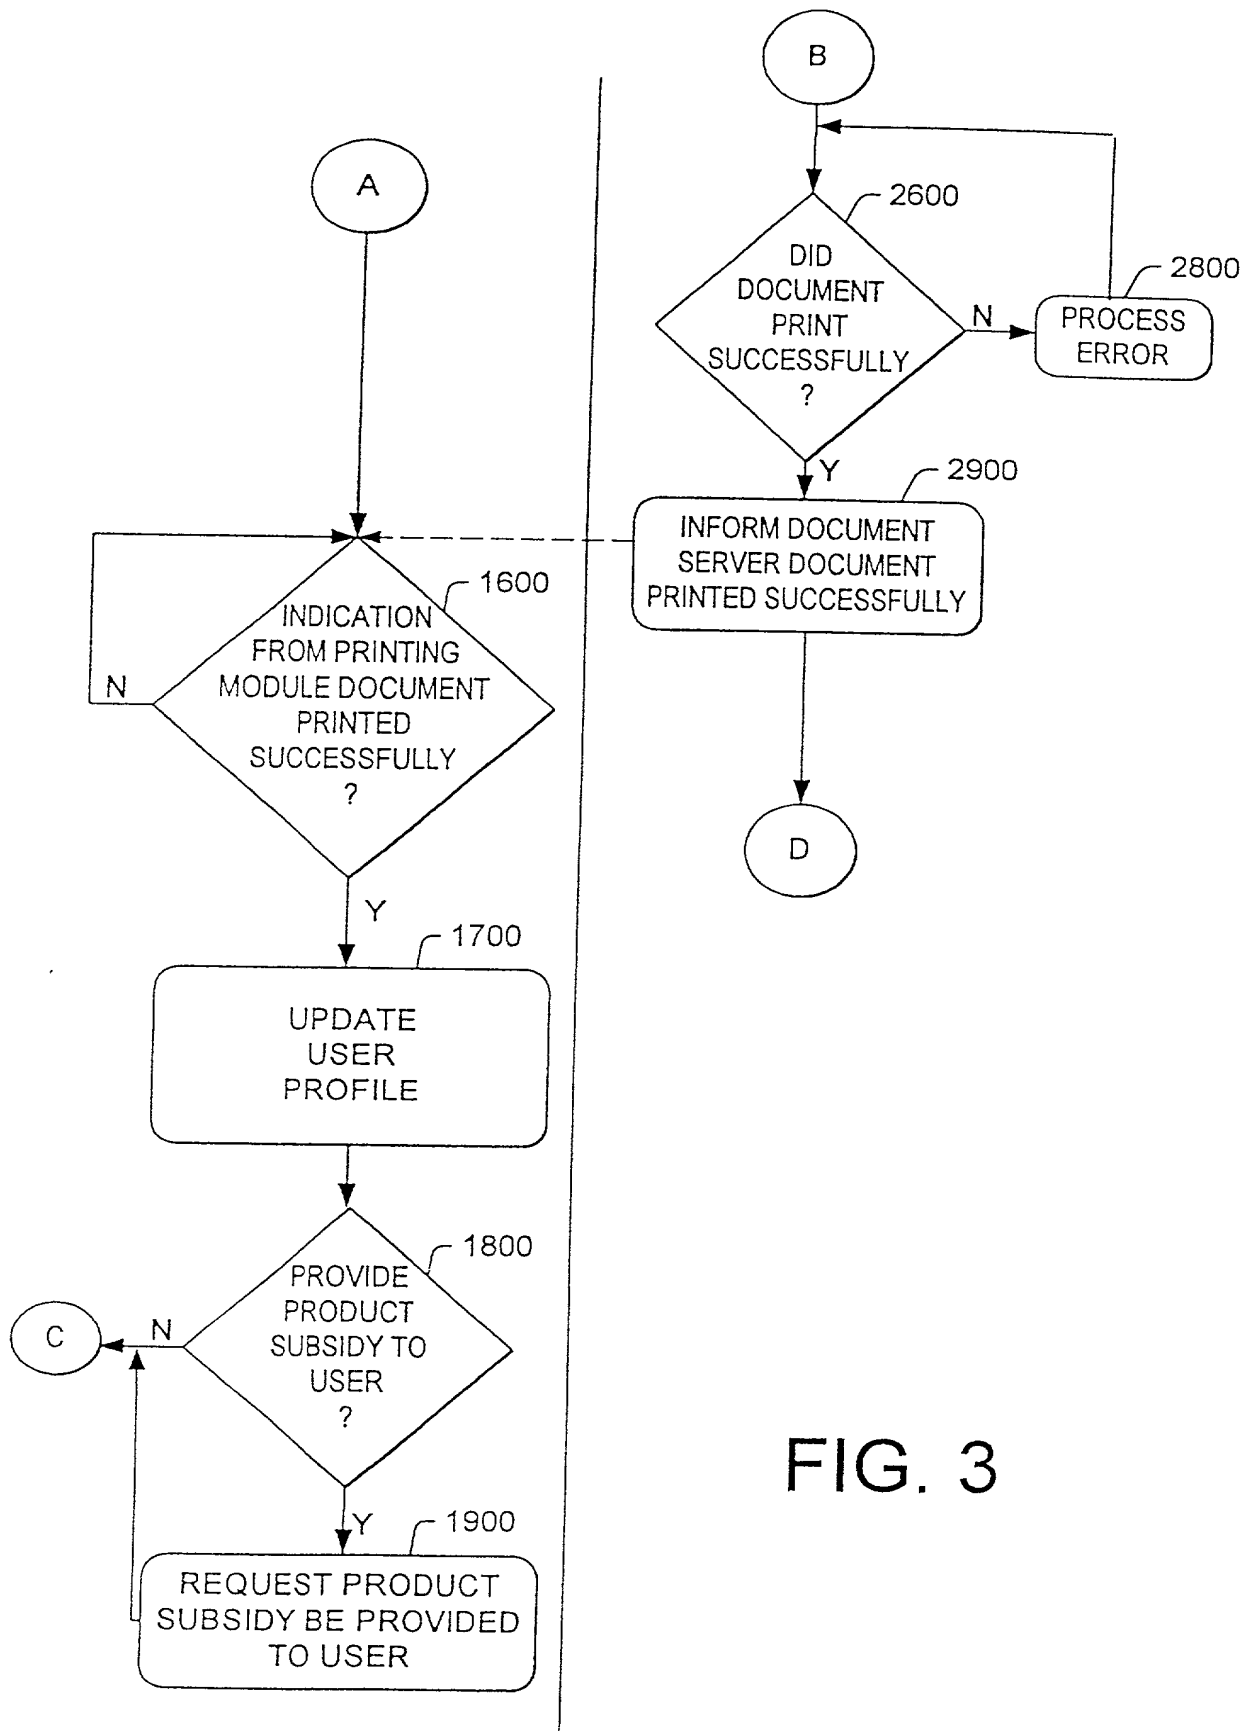 A
1600
INDICATION
FROM PRINTING
MODULE DOCUMENT
PRINTED
SUCCESSFULLY
?
N
Y
1700
UPDATE
USER
PROFILE
1800
PROVIDE
PRODUCT
SUBSIDY TO
USER
?
N
C
Y
1900
REQUEST PRODUCT
SUBSIDY BE PROVIDED
TO USER
B
2600
DID
DOCUMENT
PRINT
SUCCESSFULLY
?
N
2800
PROCESS
ERROR
Y
2900
INFORM DOCUMENT
SERVER DOCUMENT
PRINTED SUCCESSFULLY
D
FIG. 3